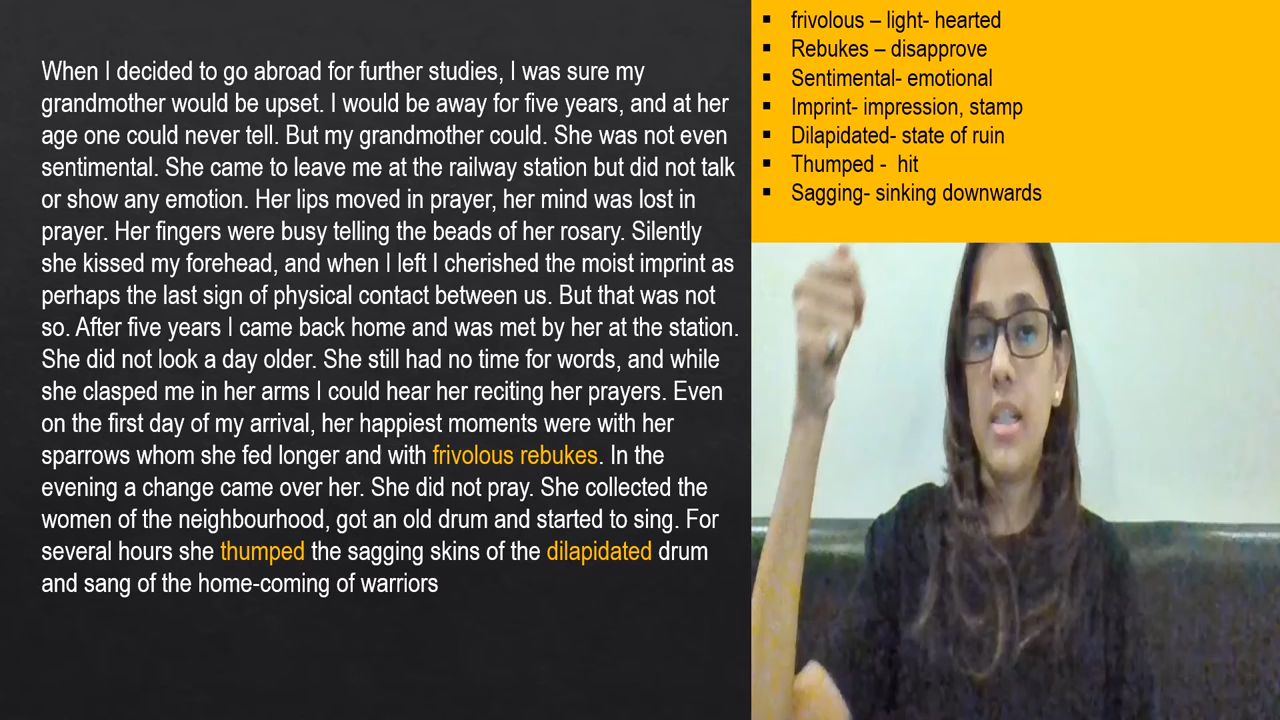 When I decided to go abroad for further studies, I was sure my
grandmother would be upset. I would be away for five years, and at her
age one could never tell. But my grandmother could. She was not even
sentimental. She came to leave me at the railway station but did not talk
or show any emotion. Her lips moved in prayer, her mind was lost in
prayer. Her fingers were busy telling the beads of her rosary. Silently
she kissed my forehead, and when I left I cherished the moist imprint as
perhaps the last sign of physical contact between us. But that was not
so. After five years I came back home and was met by her at the station.
She did not look a day older. She still had no time for words, and while
she clasped me in her arms I could hear her reciting her prayers. Even
on the first day of my arrival, her happiest moments were with her
sparrows whom she fed longer and with frivolous rebukes. In the
evening a change came over her. She did not pray. She collected the
women of the neighbourhood, got an old drum and started to sing. For
several hours she thumped the sagging skins of the dilapidated drum
and sang of the home-coming of warriors
▪ frivolous – light- hearted
▪ Rebukes – disapprove
▪ Sentimental- emotional
▪ Imprint- impression, stamp
▪ Dilapidated- state of ruin
▪ Thumped - hit
▪ Sagging- sinking downwards